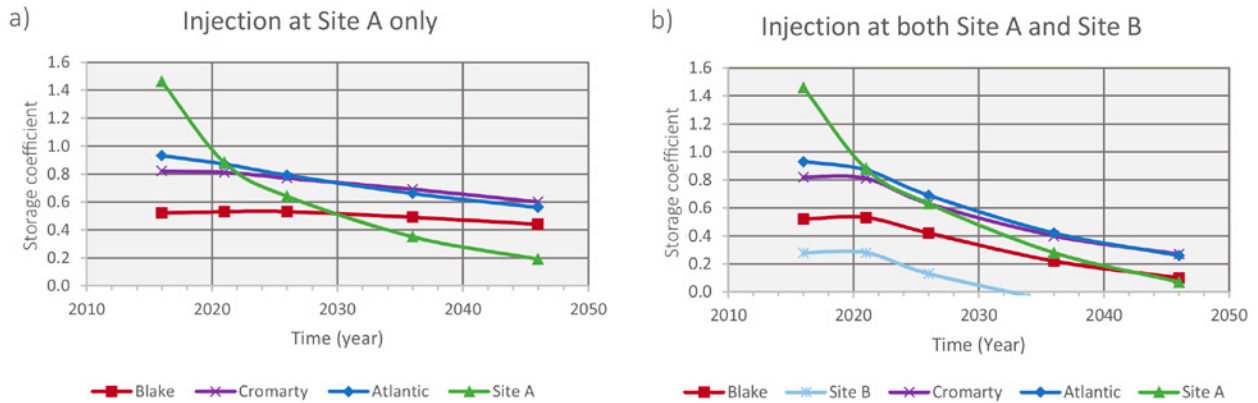 a)
Injection at Site A only
Storage coefficient
1.6
1.4
1.2
1.0
0.8
0.6
0.4
0.2
0.0
2010 2020 2030 2040 2050
Time (year)
Blake Cromarty Atlantic Site A
b)
Injection at both Site A and Site B
Storage coefficient
1.6
1.4
1.2
1.0
0.8
0.6
0.4
0.2
0.0
2010 2020 2030 2040 2050
Time (Year)
Blake Site B Cromarty Atlantic Site A